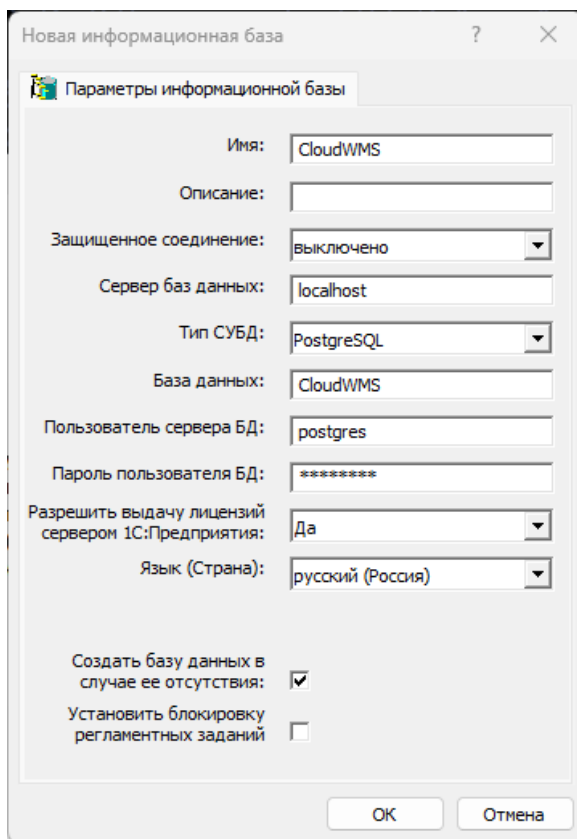 Новая информационная база
?
Параметры информационной базы
Имя: CloudWMS
Описание:
Защищенное соединение: выключено
Сервер баз данных: localhost
Тип СУБД: PostgreSQL
База данных: CloudWMS
Пользователь сервера БД: postgres
Пароль пользователя БД: ********
Разрешить выдачу лицензий
сервером 1С:Предприятия: Да
Язык (Страна): русский (Россия)
Создать базу данных в
случае ее отсутствия:
Установить блокировку
регламентных заданий
ОК Отмена